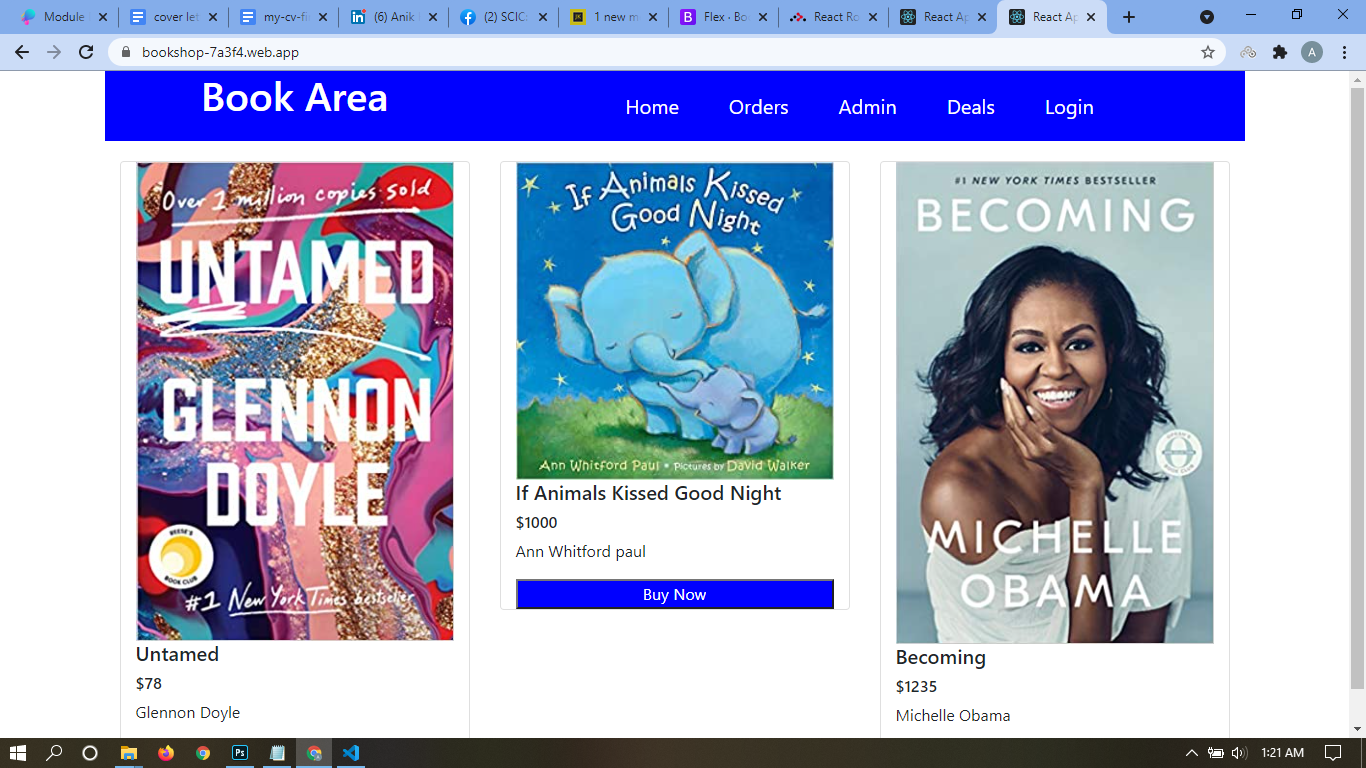 Module
cover let
my-cv-fi
(6) Anik
(2) SCIC
1 new m
Flex · Bo
React Ro
React Ap
React Ap
bookshop-7a3f4.web.app
A
Book Area
Home Orders Admin Deals Login
Over 1 million copies sold
UNTAMED
GLENNON
DOYLE
REESE'S
BOOK CLUB
#1 New York Times bestseller
Untamed
$78
Glennon Doyle
If Animals Kissed
Good Night
Ann Whitford Paul • Pictures by David Walker
If Animals Kissed Good Night
$1000
Ann Whitford paul
Buy Now
#1 NEW YORK TIMES BESTSELLER
BECOMING
MICHELLE
OBAMA
Becoming
$1235
Michelle Obama
Ps
1:21 AM